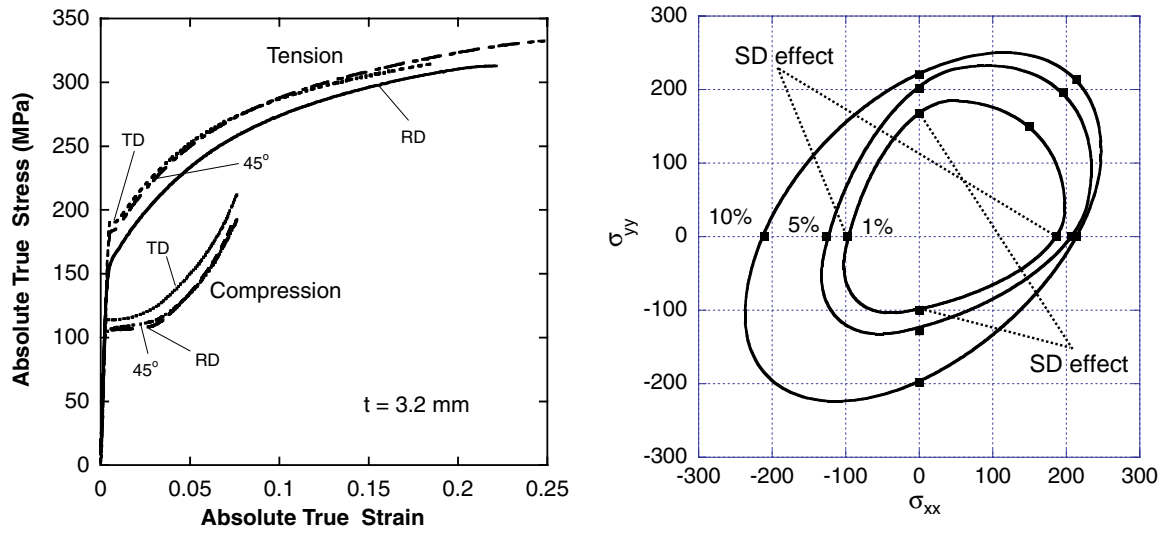 350
300
250
200
150
100
50
0
Absolute True Stress (MPa)
Tension
TD
45°
RD
TD
Compression
45°
RD
t = 3.2 mm
0 0.05 0.1 0.15 0.2 0.25
Absolute True Strain
300
200
100
0
-100
-200
-300
σyy
SD effect
10% 5% 1%
SD effect
-300 -200 -100 0 100 200 300
σxx